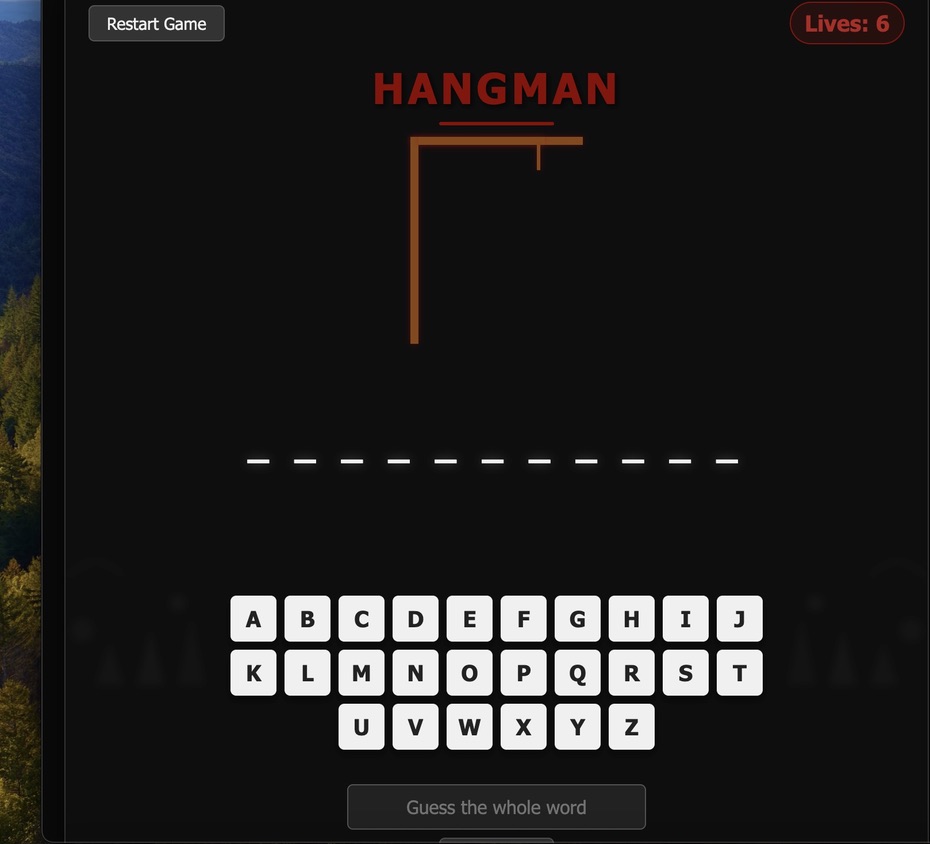 Restart Game
Lives: 6
HANGMAN
_ _ _ _ _ _ _ _ _ _ _
A B C D E F G H I J
K L M N O P Q R S T
U V W X Y Z
Guess the whole word